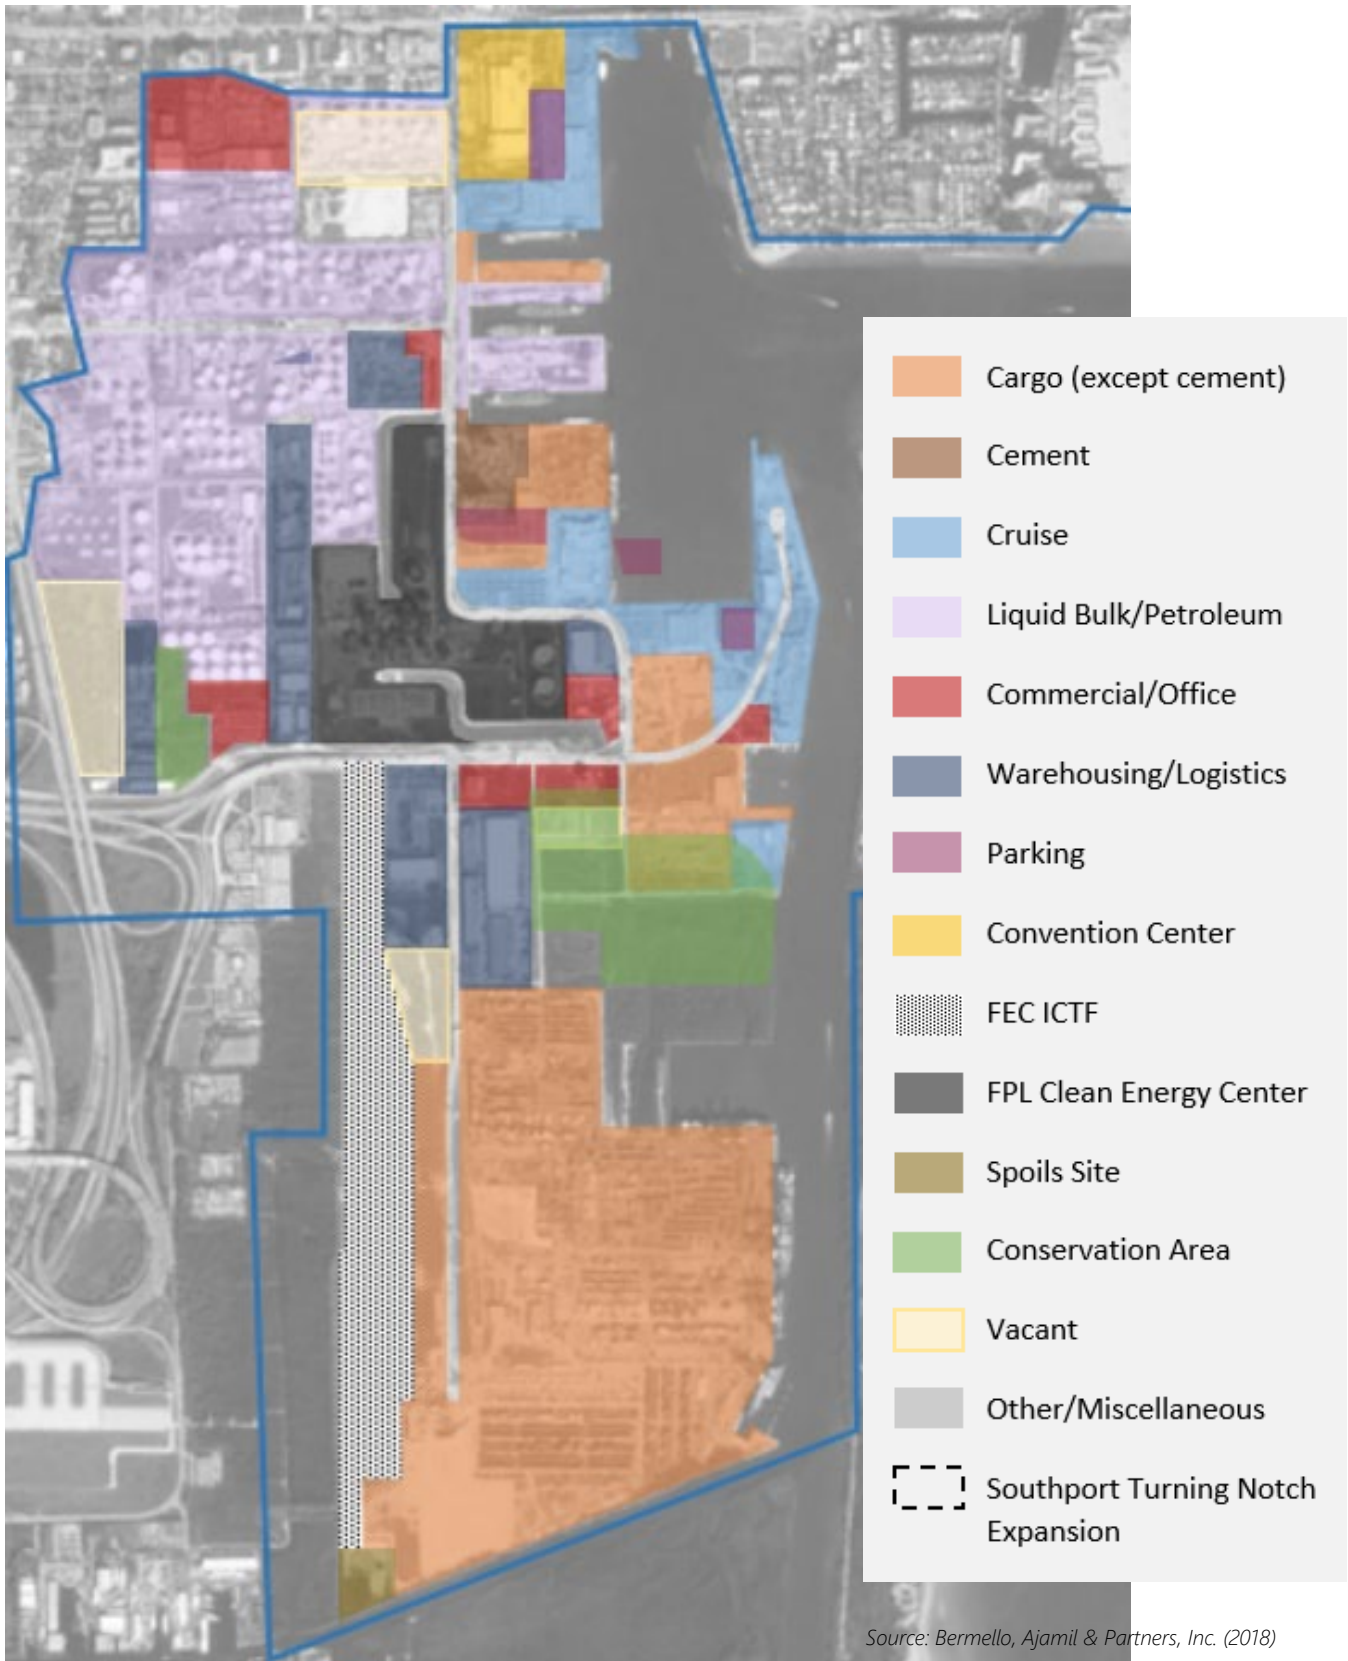 Cargo (except cement)
Cement
Cruise
Liquid Bulk/Petroleum
Commercial/Office
Warehousing/Logistics
Parking
Convention Center
FEC ICTF
FPL Clean Energy Center
Spoils Site
Conservation Area
Vacant
Other/Miscellaneous
Southport Turning Notch
Expansion
Source: Bermello, Ajamil & Partners, Inc. (2018)